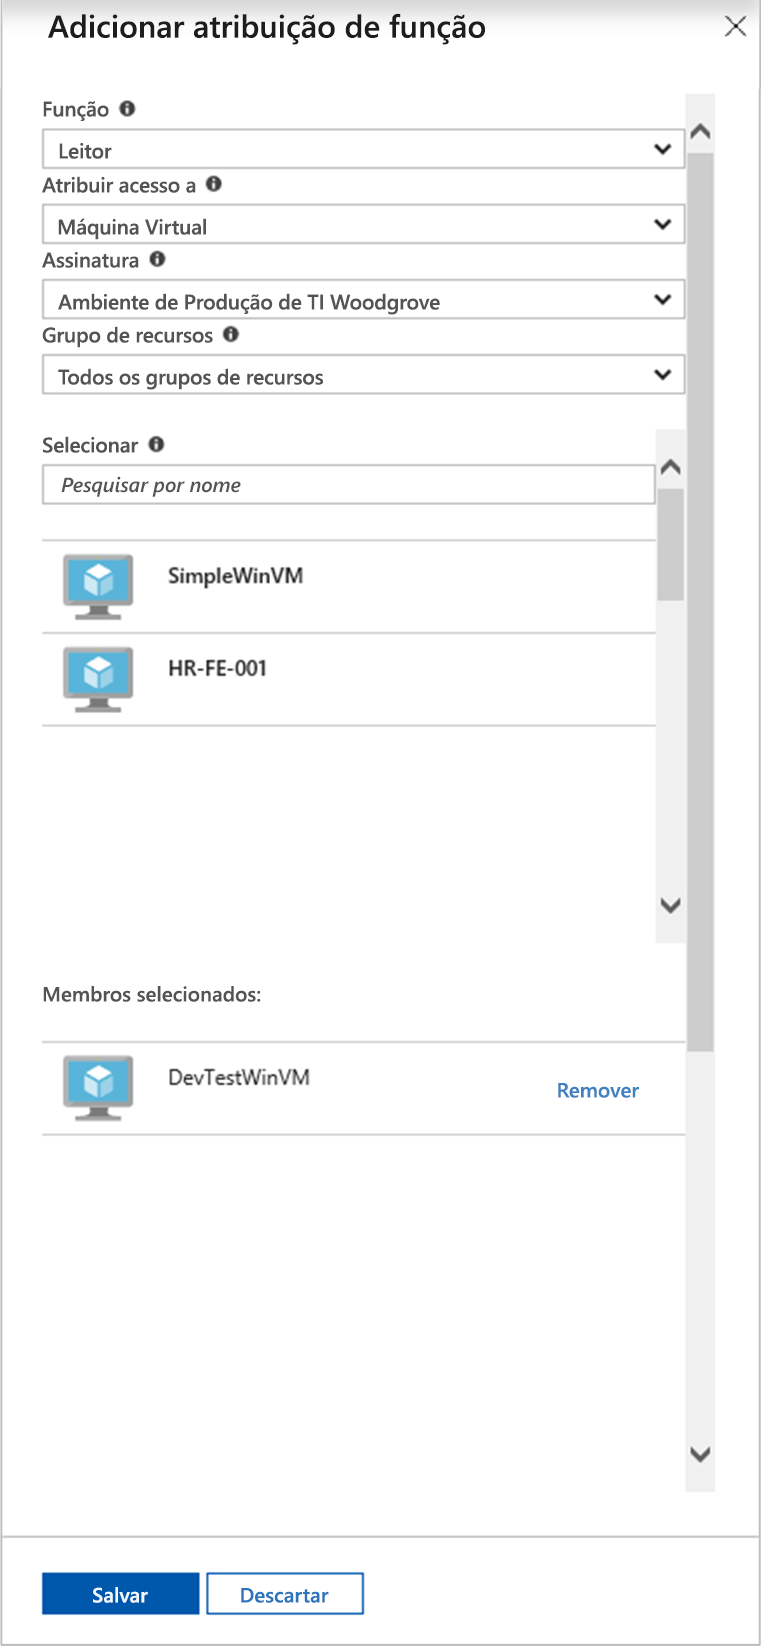 Adicionar atribuição de função
Função
Leitor
Atribuir acesso a
Máquina Virtual
Assinatura
Ambiente de Produção de TI Woodgrove
Grupo de recursos
Todos os grupos de recursos
Selecionar
Pesquisar por nome
SimpleWinVM
HR-FE-001
Membros selecionados:
DevTestWinVM
Remover
Salvar
Descartar